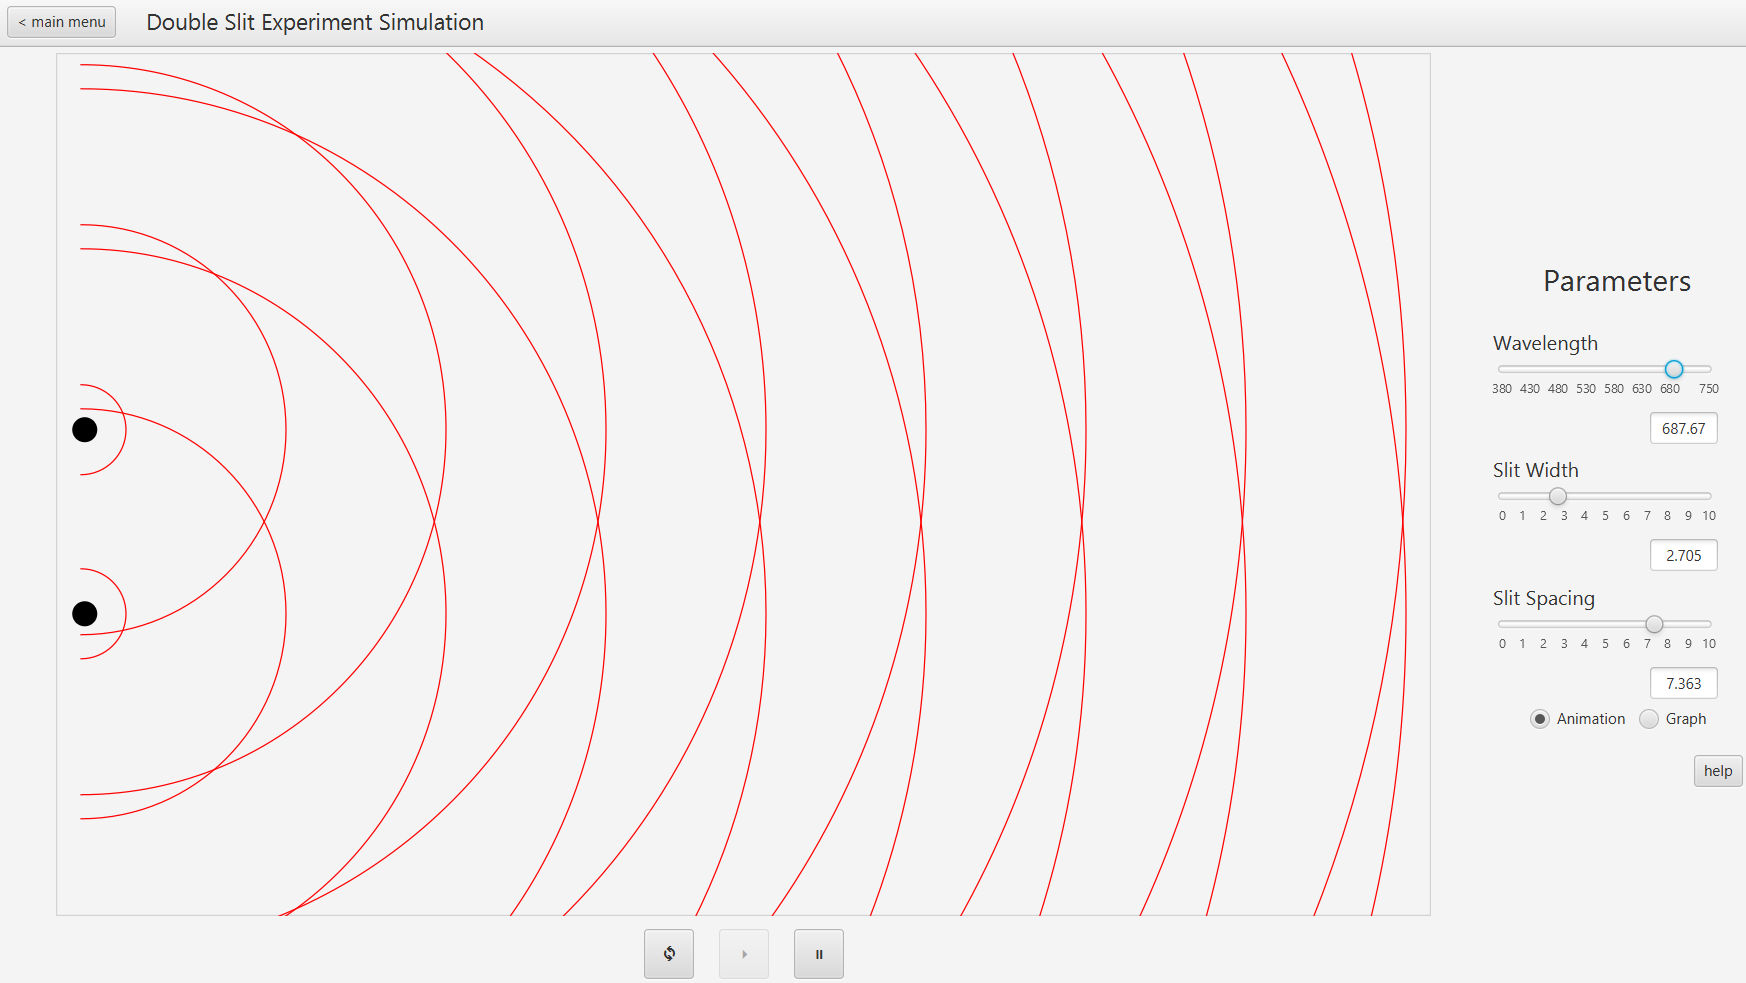 < main menu
Double Slit Experiment Simulation
Parameters
Wavelength
380 430 480 530 580 630 680 750
687.67
Slit Width
0 1 2 3 4 5 6 7 8 9 10
2.705
Slit Spacing
0 1 2 3 4 5 6 7 8 9 10
7.363
Animation Graph
help